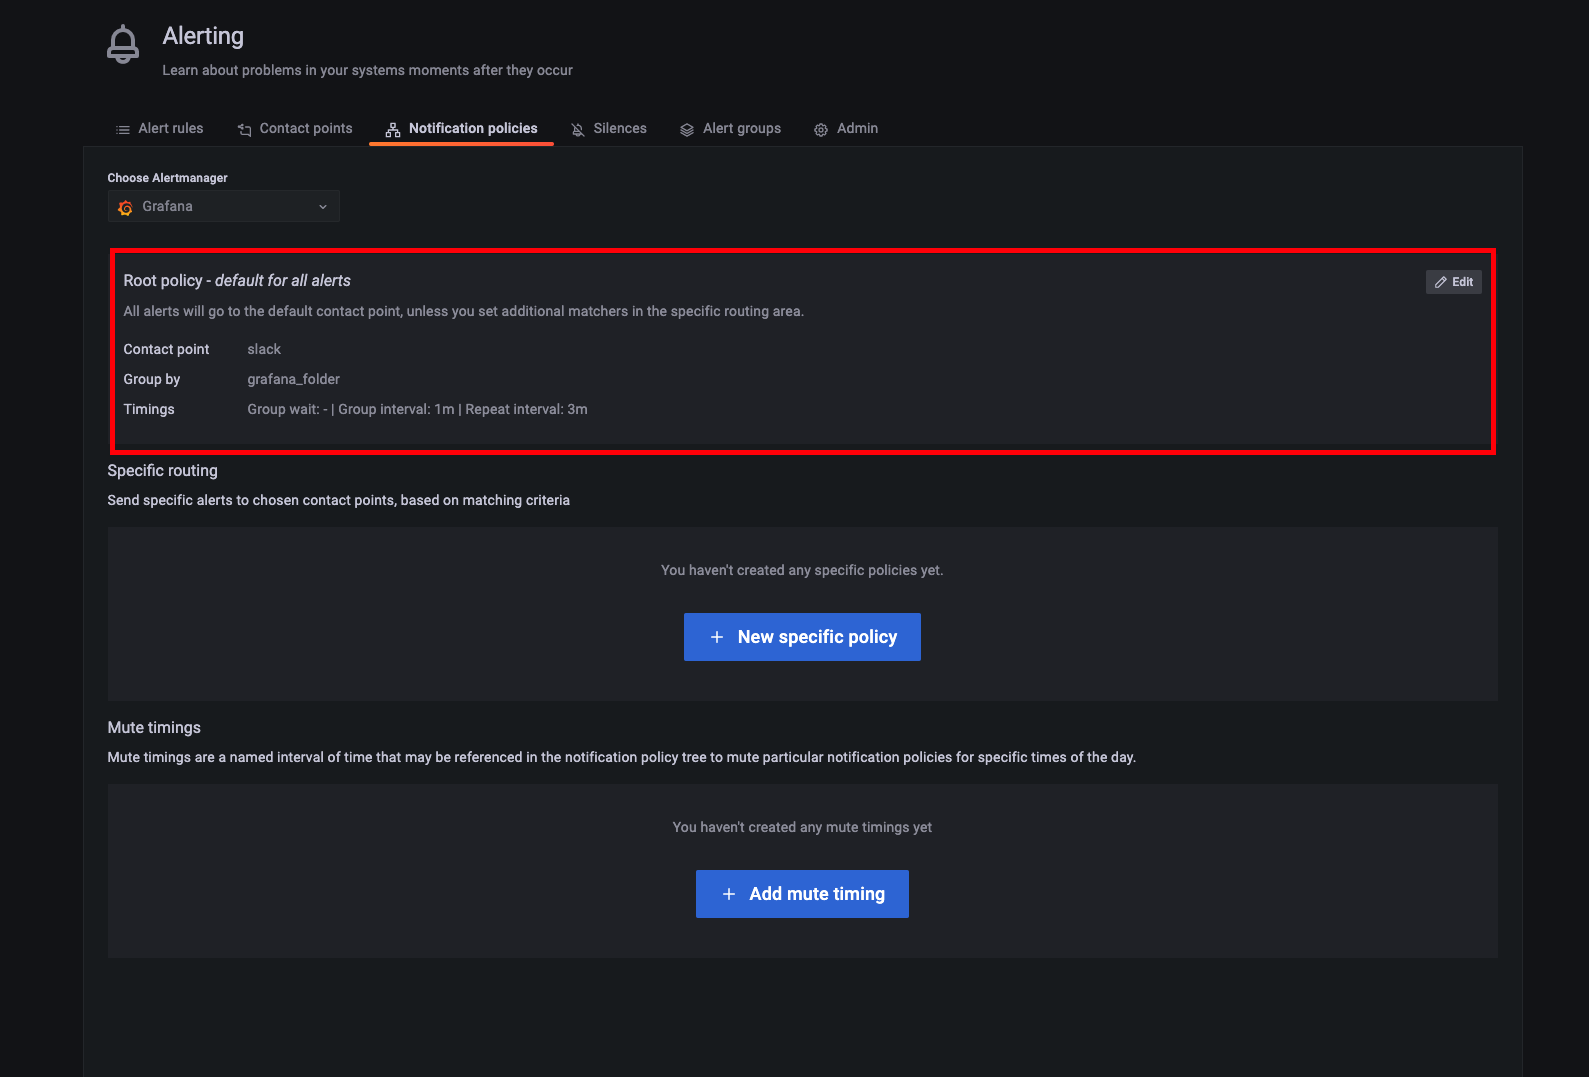 Alerting
Learn about problems in your systems moments after they occur
Alert rules Contact points Notification policies Silences Alert groups Admin
Choose Alertmanager
Grafana
Root policy - default for all alerts
Edit
All alerts will go to the default contact point, unless you set additional matchers in the specific routing area.
Contact point slack
Group by grafana_folder
Timings Group wait: - | Group interval: 1m | Repeat interval: 3m
Specific routing
Send specific alerts to chosen contact points, based on matching criteria
You haven't created any specific policies yet.
+ New specific policy
Mute timings
Mute timings are a named interval of time that may be referenced in the notification policy tree to mute particular notification policies for specific times of the day.
You haven't created any mute timings yet
+ Add mute timing